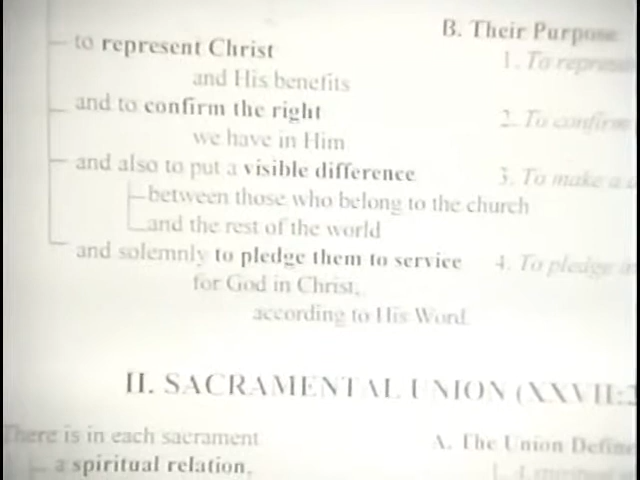 B. Their Purpose
to represent Christ
1. To represent
and His benefits
and to confirm the right
2. To confirm
we have in Him
and also to put a visible difference
3. To make a
between those who belong to the church
and the rest of the world
and solemnly to pledge them to service
4. To pledge
for God in Christ,
according to His Word.
II. SACRAMENTAL UNION (XXVII:2
There is in each sacrament
A. The Union Define
a spiritual relation,